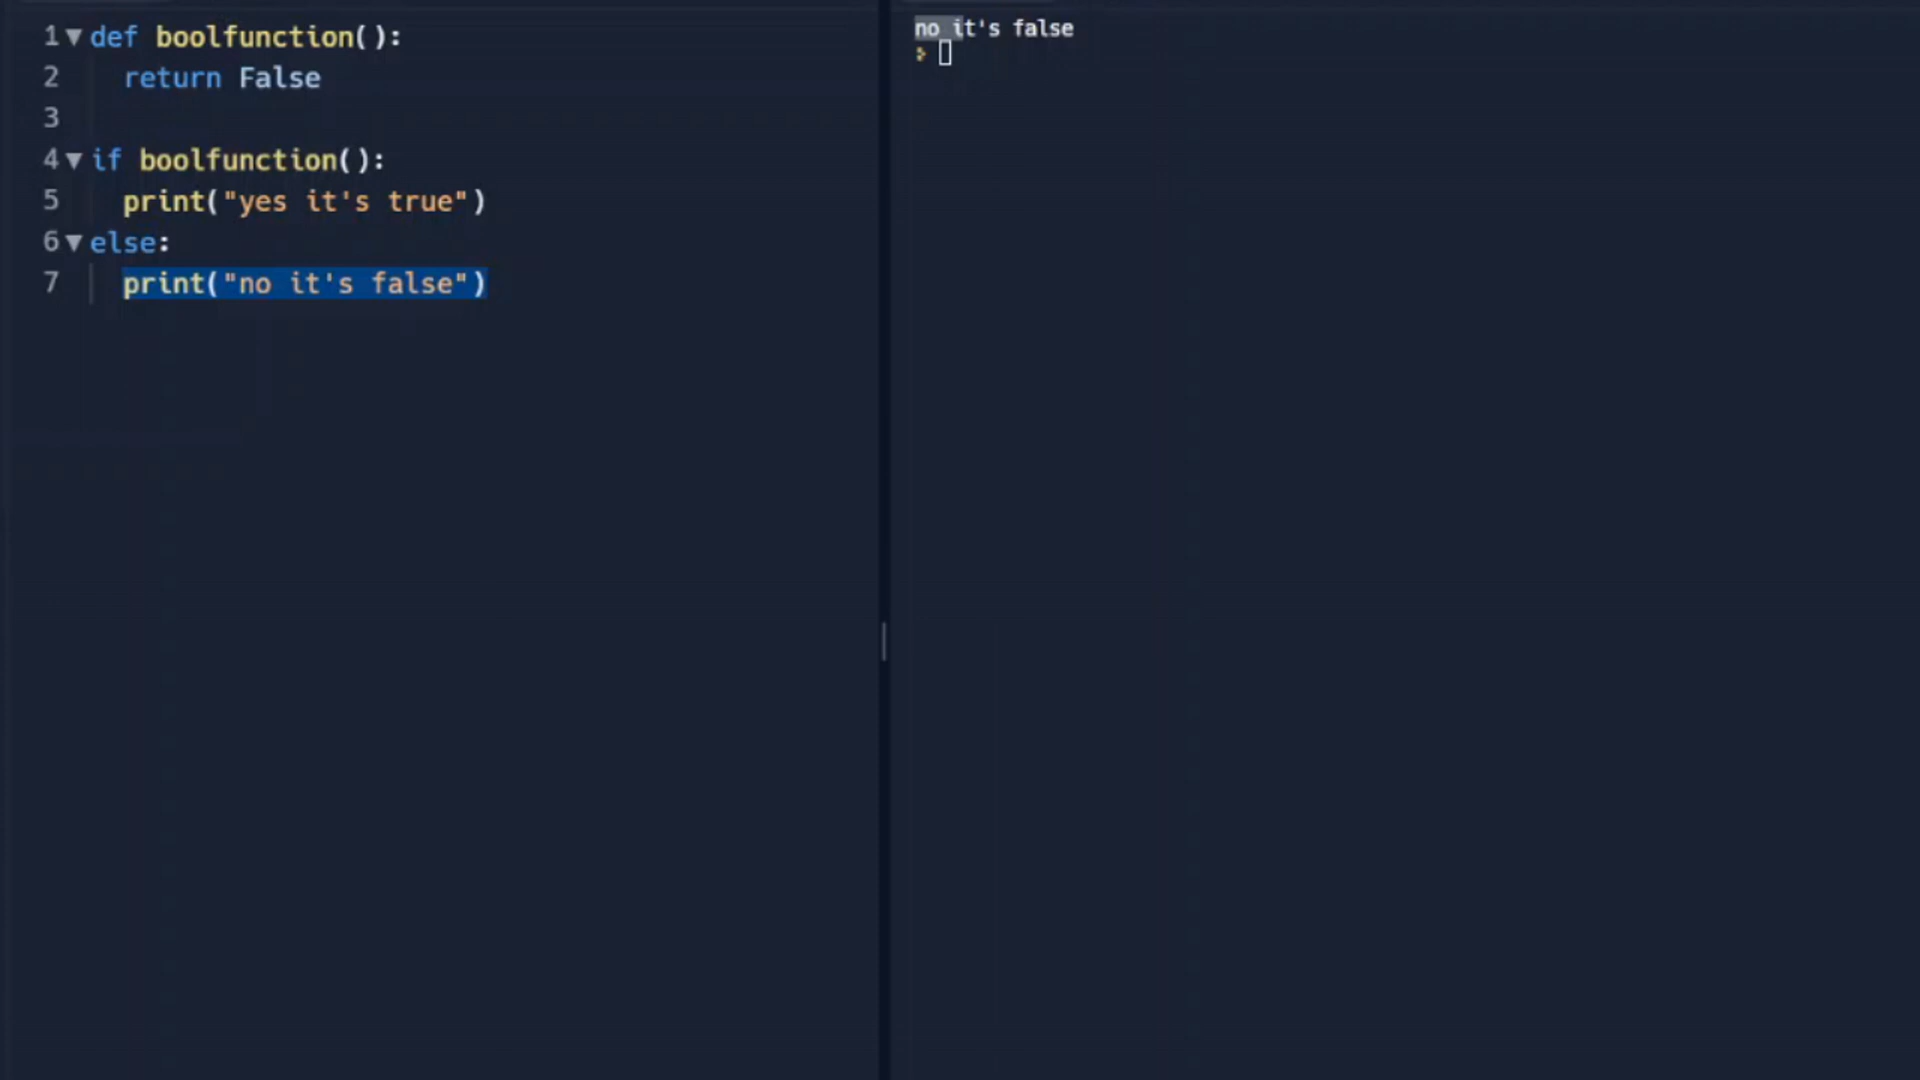 1 def boolfunction():
2 return False
3
4 if boolfunction():
5 print("yes it's true")
6 else:
7 print("no it's false")
no it's false